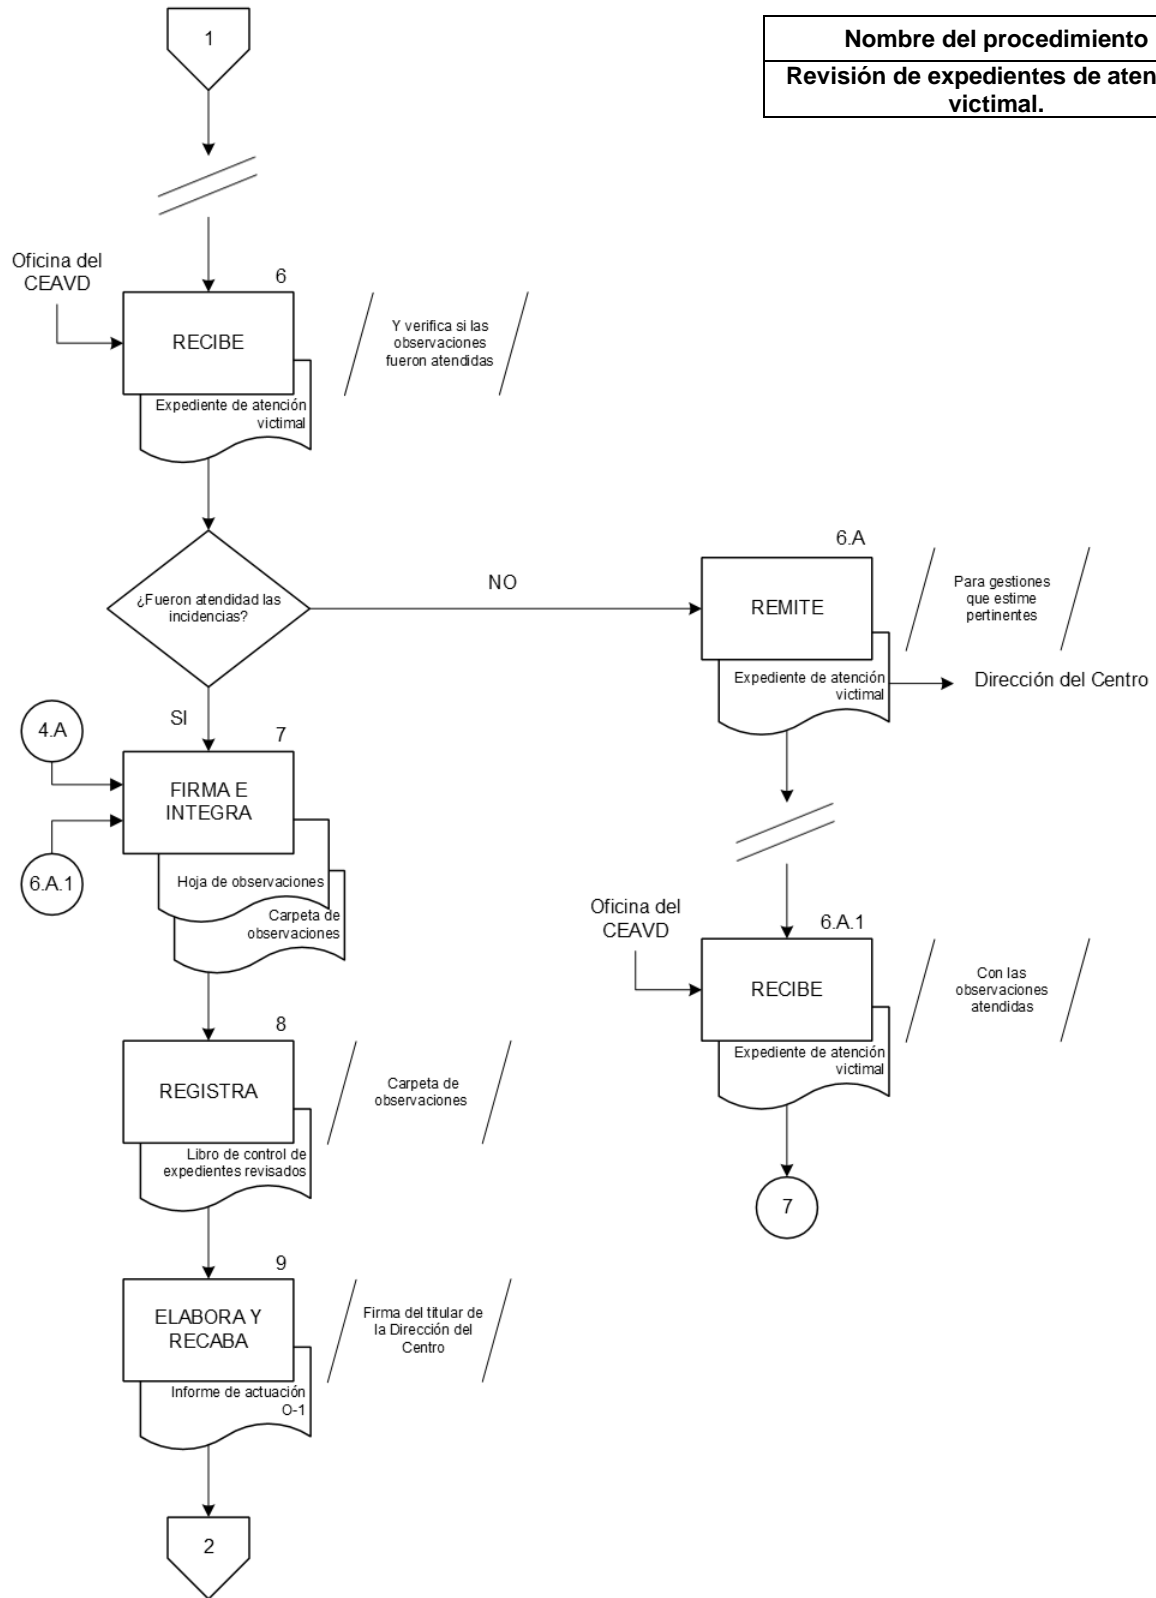 1
Nombre del procedimiento
Revisión de expedientes de aten
victimal.
Oficina del
CEAVD
6
RECIBE
Y verifica si las
observaciones
fueron atendidas
Expediente de atención
victimal
¿Fueron atendidad las
incidencias?
NO
6.A
REMITE
Para gestiones
que estime
pertinentes
Expediente de atención
victimal
Dirección del Centro
SI
4.A
7
FIRMA E
INTEGRA
6.A.1
Hoja de observaciones
Carpeta de
observaciones
Oficina del
CEAVD
6.A.1
RECIBE
Con las
observaciones
atendidas
Expediente de atención
victimal
7
8
REGISTRA
Carpeta de
observaciones
Libro de control de
expedientes revisados
9
ELABORA Y
RECABA
Firma del titular de
la Dirección del
Centro
Informe de actuación
O-1
2